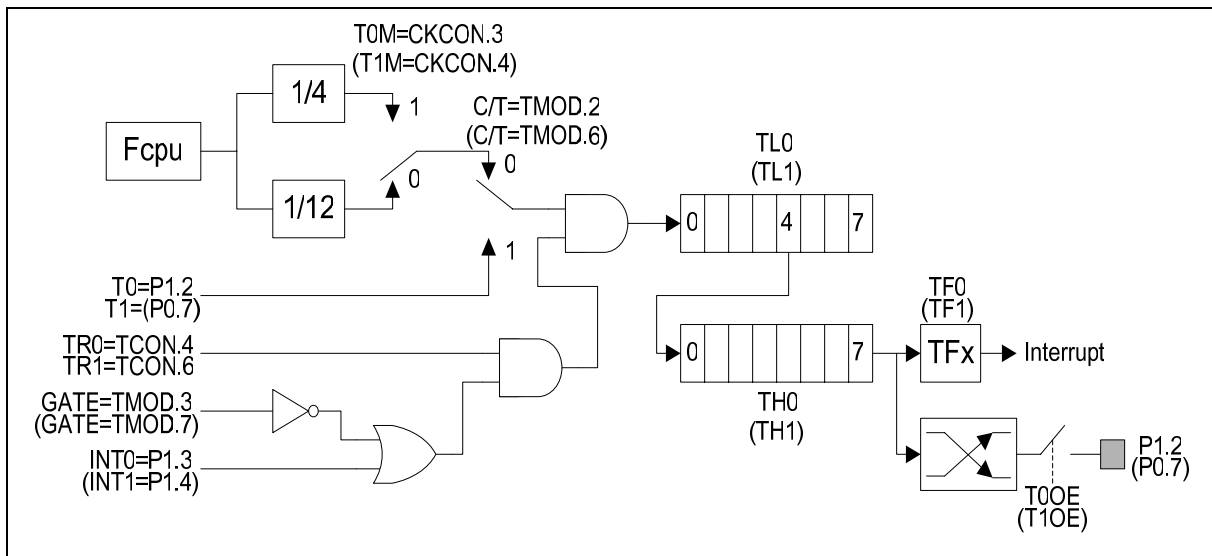 T0M=CKCON.3
(T1M=CKCON.4)
1/4
1
C/T=TMOD.2
(C/T=TMOD.6)
Fcpu
0
0
1/12
TL0
(TL1)
0 4 7
1
T0=P1.2
T1=(P0.7)
TR0=TCON.4
TR1=TCON.6
TF0
(TF1)
0 7
TFx
Interrupt
GATE=TMOD.3
(GATE=TMOD.7)
TH0
(TH1)
INT0=P1.3
(INT1=P1.4)
P1.2
(P0.7)
T0OE
(T1OE)